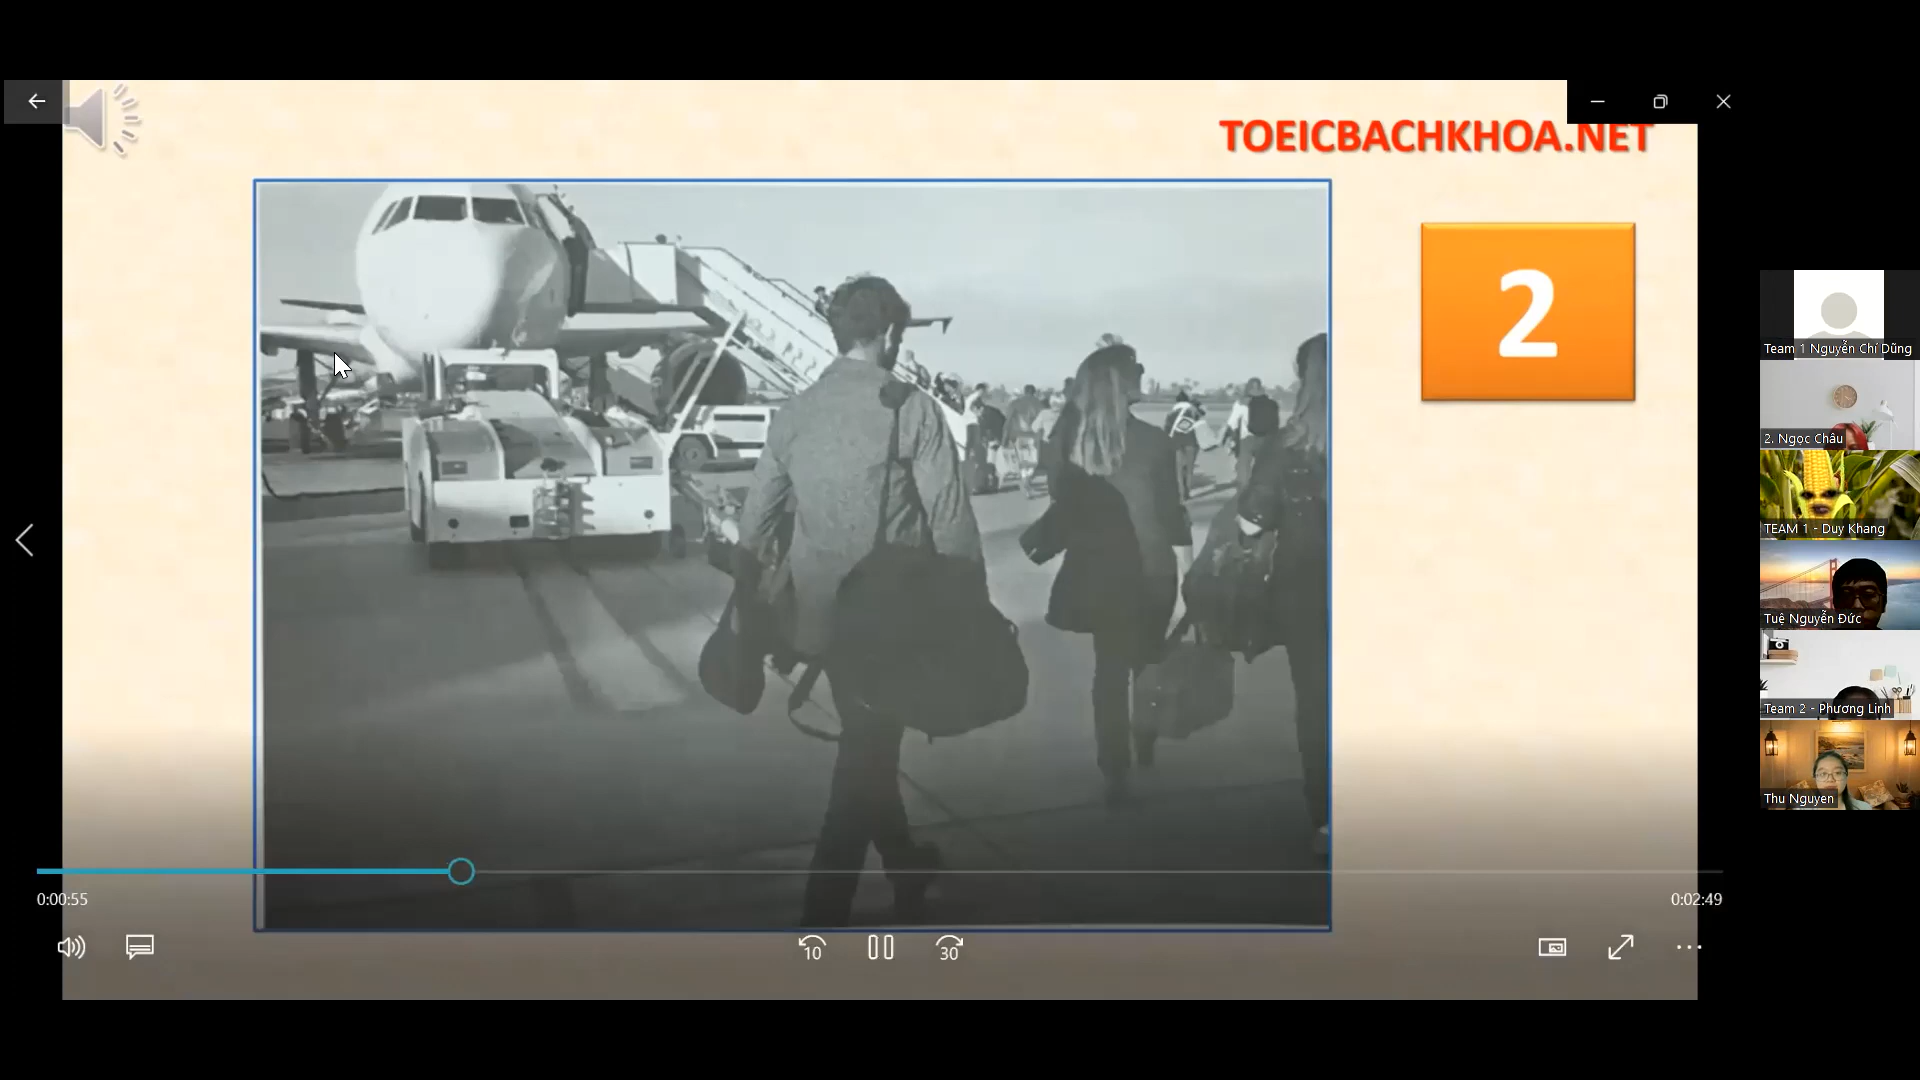 TOEICBACHKHOA.NET
2
Team 1 Nguyễn Chí Dũng
2. Ngọc Châu
TEAM 1 - Duy Khang
Tuệ Nguyễn Đức
Team 2 - Phương Linh
Thu Nguyen
0:00:55
0:02:49
10
30